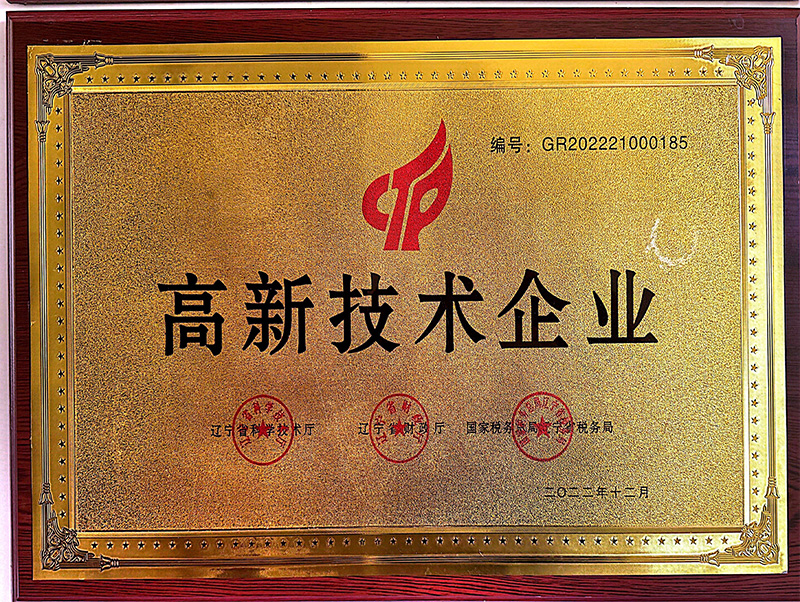 编号：GR202221000185
高新技术企业
辽宁省科学技术厅 辽宁省财政厅 国家税务总局辽宁省税务局
二〇二二年十二月